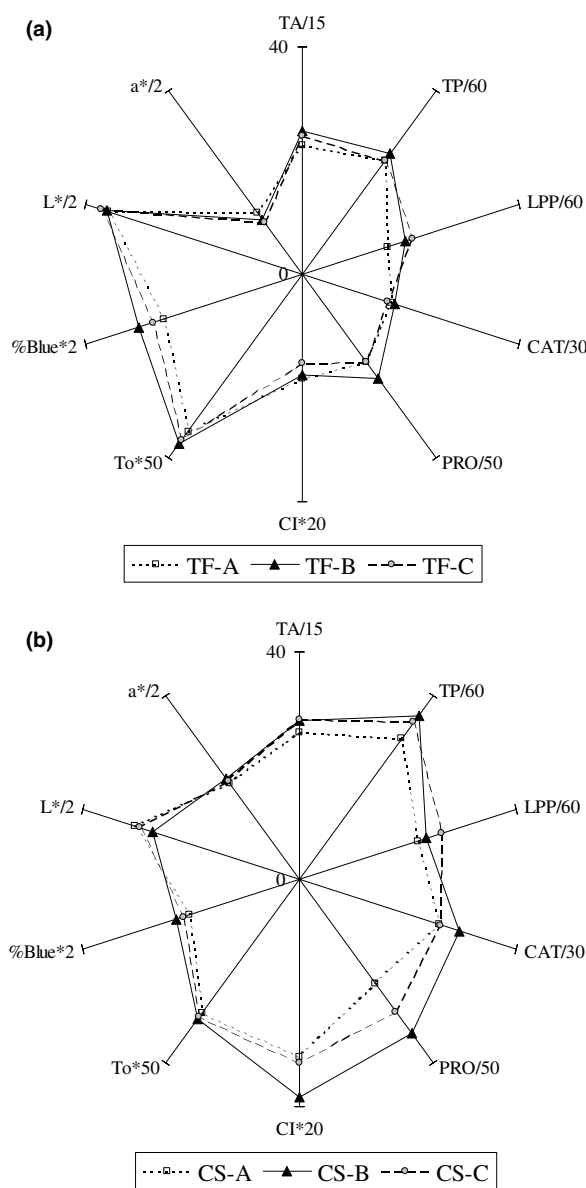 (a)
TA/15
40
a*/2
TP/60
L*/2
LPP/60
0
%Blue*2
CAT/30
To*50
PRO/50
CI*20
TF-A TF-B TF-C
(b)
TA/15
40
a*/2
TP/60
L*/2
LPP/60
0
%Blue*2
CAT/30
To*50
PRO/50
CI*20
CS-A CS-B CS-C